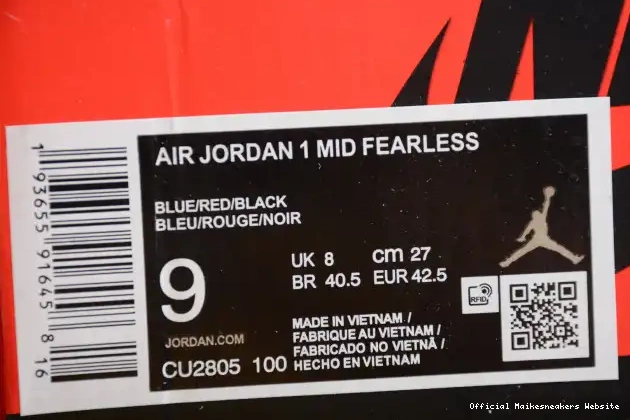 AIR JORDAN 1 MID FEARLESS
BLUE/RED/BLACK
BLEU/ROUGE/NOIR
9
UK 8 cm 27
BR 40.5 EUR 42.5
RFID
JORDAN.COM
CU2805 100
MADE IN VIETNAM /
FABRIQUE AU VIETNAM /
FABRICADO NO VIETNÃ /
HECHO EN VIETNAM
1 93655 91645 8 16
Official Maikesneakers Website